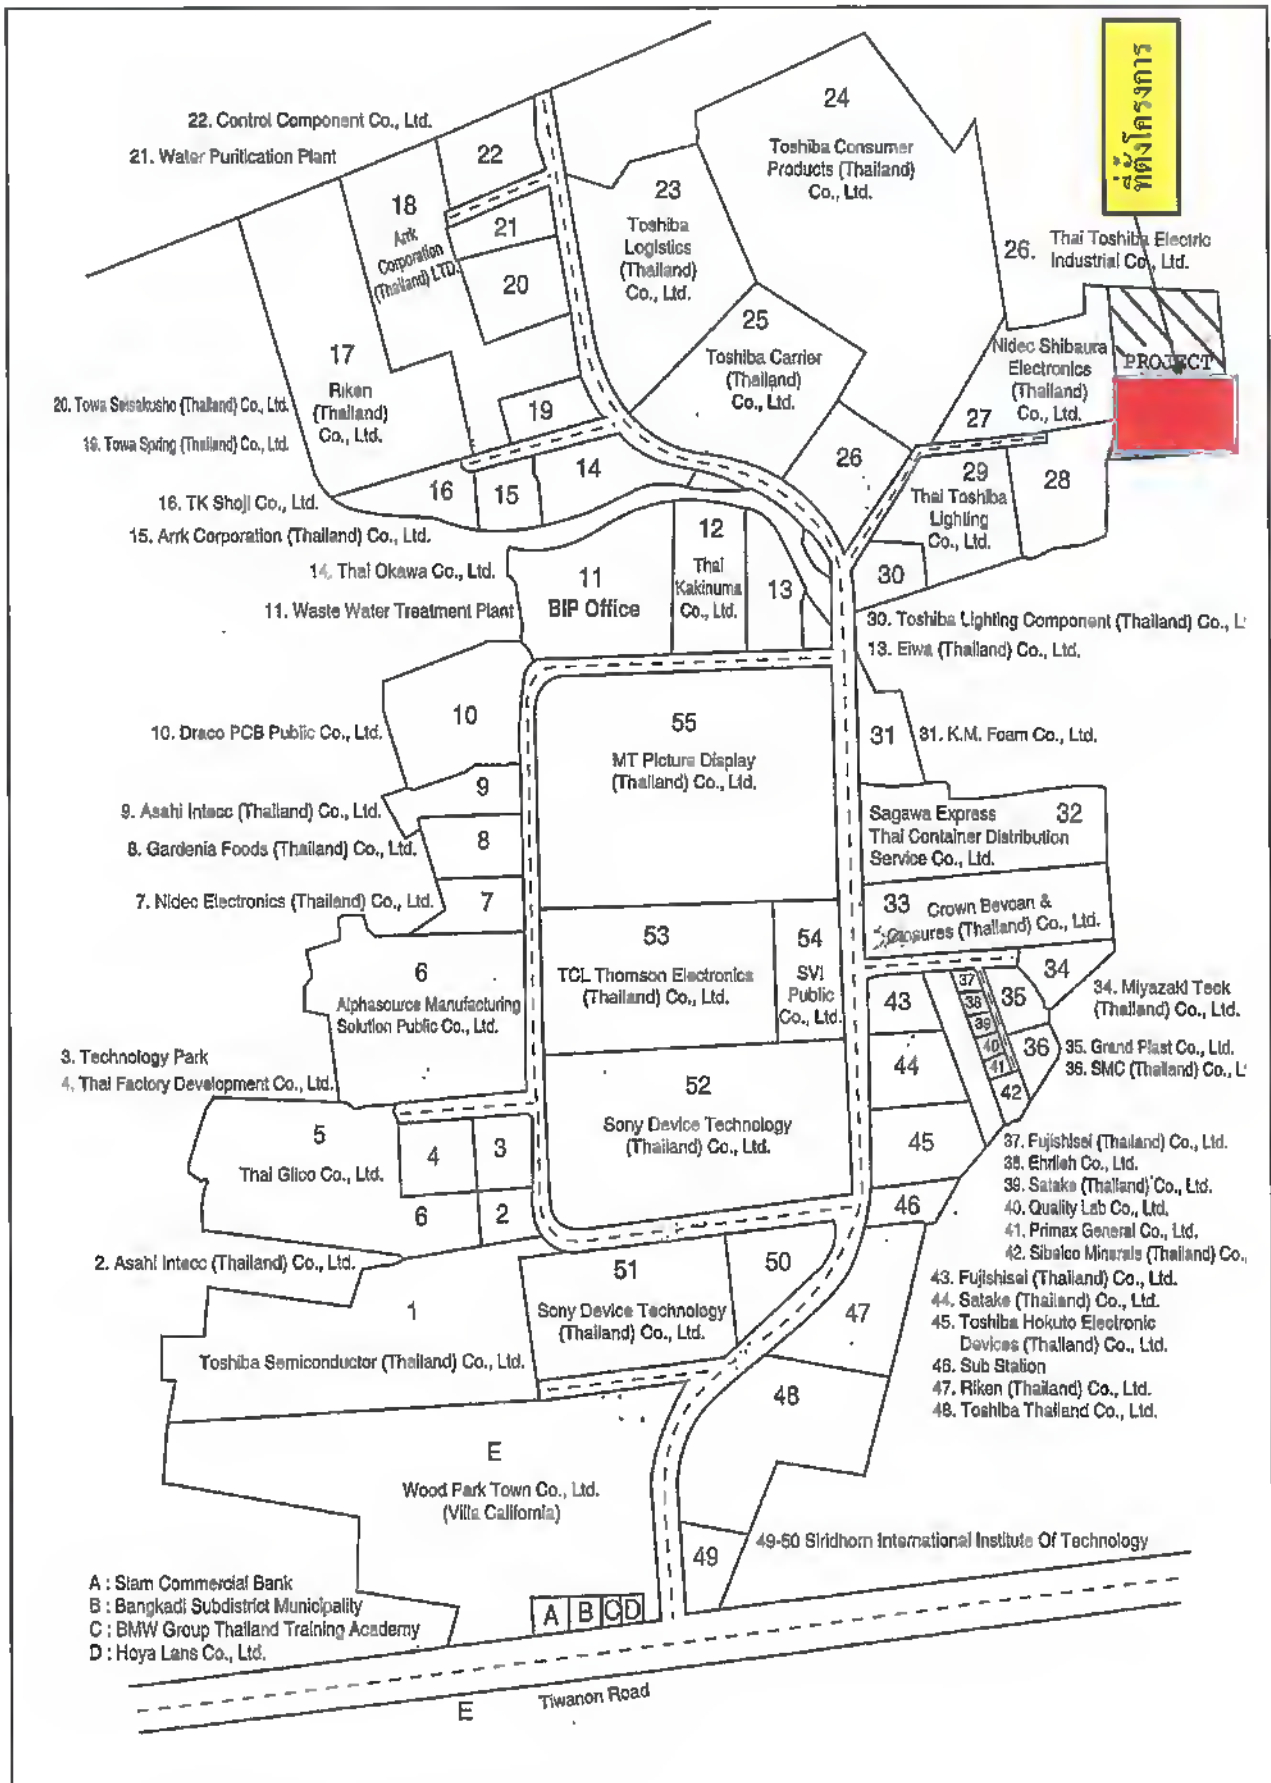 ที่ตั้งโครงการ
22. Control Component Co., Ltd.
21. Water Puritication Plant
22
24
Toshiba Consumer
Products (Thailand)
Co., Ltd.
18
Arrk
Corporation
(Thailand) LTD.
21
20
23
Toshiba
Logistics
(Thailand)
Co., Ltd.
26. Thai Toshiba Electric
Industrial Co., Ltd.
25
Toshiba Carrier
(Thailand)
Co., Ltd.
17
Riken
(Thailand)
Co., Ltd.
Nidec Shibaura
Electronics
(Thailand)
Co., Ltd.
PROJECT
20. Towa Seisakusho (Thailand) Co., Ltd.
19. Towa Spring (Thailand) Co., Ltd.
19
27
26
14
16
15
29
Thai Toshiba
Lighting
Co., Ltd.
28
16. TK Shoji Co., Ltd.
15. Arrk Corporation (Thailand) Co., Ltd.
14. Thai Okawa Co., Ltd.
11. Waste Water Treatment Plant
11
BIP Office
12
Thai
Kakinuma
Co., Ltd.
13
30
30. Toshiba Lighting Component (Thailand) Co., L
13. Eiwa (Thailand) Co., Ltd.
10
10. Draco PCB Public Co., Ltd.
55
MT Picture Display
(Thailand) Co., Ltd.
31
31. K.M. Foam Co., Ltd.
9
9. Asahi Intecc (Thailand) Co., Ltd.
8
8. Gardenia Foods (Thailand) Co., Ltd.
7
7. Nidec Electronics (Thailand) Co., Ltd.
Sagawa Express
32
Thai Container Distribution
Service Co., Ltd.
33
Crown Bevcan &
(Thailand) Co., Ltd.
6
Alphasource Manufacturing
Solution Public Co., Ltd.
53
TCL Thomson Electronics
(Thailand) Co., Ltd.
54
SVI
Public
Co., Ltd.
34
34. Miyazaki Teck
(Thailand) Co., Ltd.
43
37
38
39
40
41
42
35
36
35. Grand Plast Co., Ltd.
36. SMC (Thailand) Co., L
3. Technology Park
4. Thai Factory Development Co., Ltd.
44
52
Sony Device Technology
(Thailand) Co., Ltd.
5
Thai Glico Co., Ltd.
4
3
6
2
45
46
37. Fujishisei (Thailand) Co., Ltd.
38. Ehrlich Co., Ltd.
39. Satake (Thailand) Co., Ltd.
40. Quality Lab Co., Ltd.
41. Primax General Co., Ltd.
42. Sibelco Minerals (Thailand) Co.,
43. Fujishisei (Thailand) Co., Ltd.
44. Satake (Thailand) Co., Ltd.
45. Toshiba Hokuto Electronic
Devices (Thailand) Co., Ltd.
46. Sub Station
47. Riken (Thailand) Co., Ltd.
48. Toshiba Thailand Co., Ltd.
2. Asahi Intecc (Thailand) Co., Ltd.
1
Toshiba Semiconductor (Thailand) Co., Ltd.
51
Sony Device Technology
(Thailand) Co., Ltd.
50
47
48
E
Wood Park Town Co., Ltd.
(Villa California)
49
49-50 Siridhorn International Institute Of Technology
A : Siam Commercial Bank
B : Bangkadi Subdistrict Municipality
C : BMW Group Thailand Training Academy
D : Hoya Lans Co., Ltd.
A B C D
E
Tiwanon Road